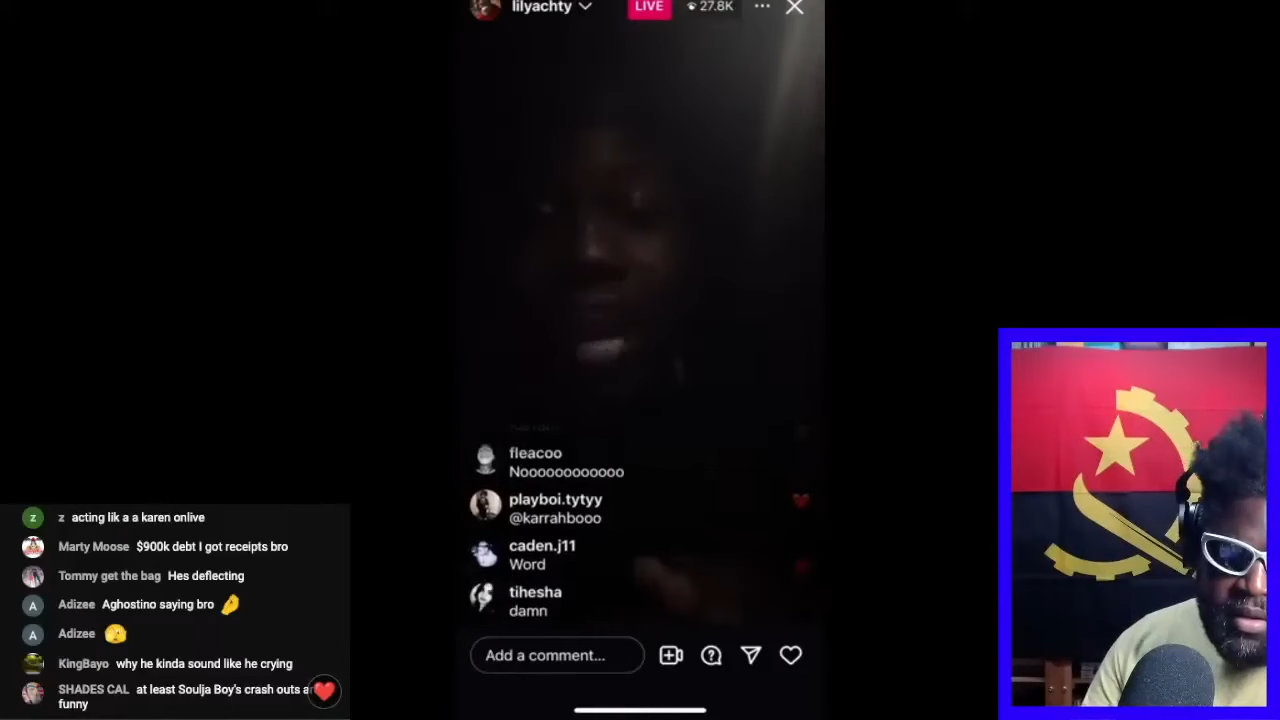 lilyachty
LIVE
27.8K
fleacoo
Noooooooooooo
playboi.tytyy
@karrahbooo
caden.j11
Word
tihesha
damn
Add a comment...
z
z acting lik a a karen onlive
Marty Moose $900k debt I got receipts bro
Tommy get the bag Hes deflecting
A
Adizee Aghostino saying bro 🤌
A
Adizee 🫣
KingBayo why he kinda sound like he crying
SHADES CAL at least Soulja Boy's crash outs
funny